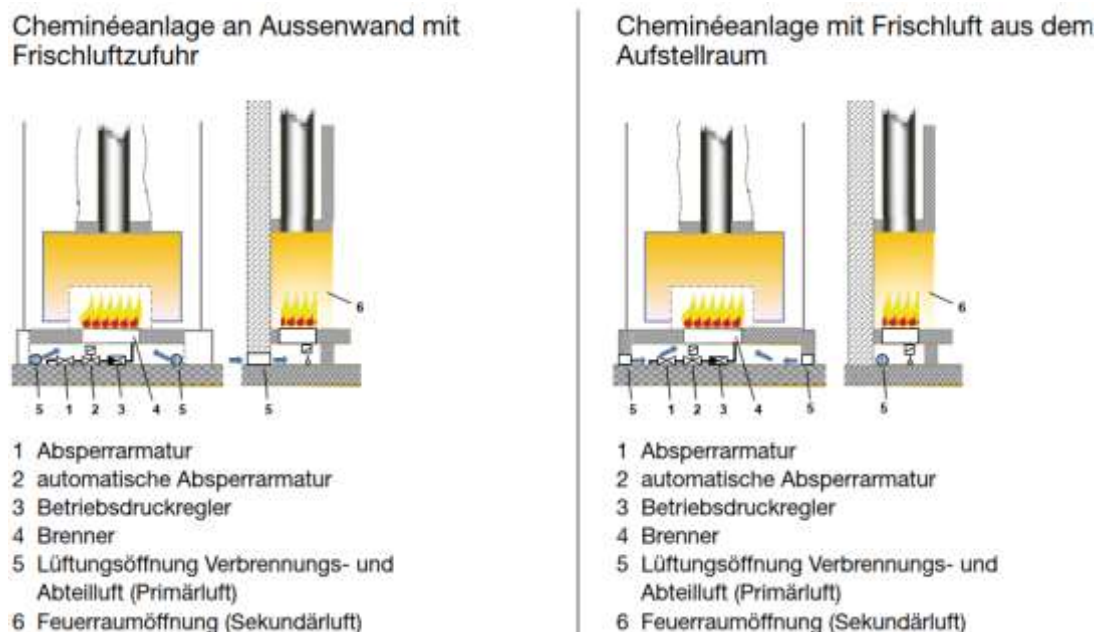 Cheminéeanlage an Aussenwand mit
Frischluftzufuhr
6
5 1 2 3 4 5 5
1 Absperrarmatur
2 automatische Absperrarmatur
3 Betriebsdruckregler
4 Brenner
5 Lüftungsöffnung Verbrennungs- und
Abteilluft (Primärluft)
6 Feuerraumöffnung (Sekundärluft)
Cheminéeanlage mit Frischluft aus dem
Aufstellraum
6
5 1 2 3 4 5 5
1 Absperrarmatur
2 automatische Absperrarmatur
3 Betriebsdruckregler
4 Brenner
5 Lüftungsöffnung Verbrennungs- und
Abteilluft (Primärluft)
6 Feuerraumöffnung (Sekundärluft)